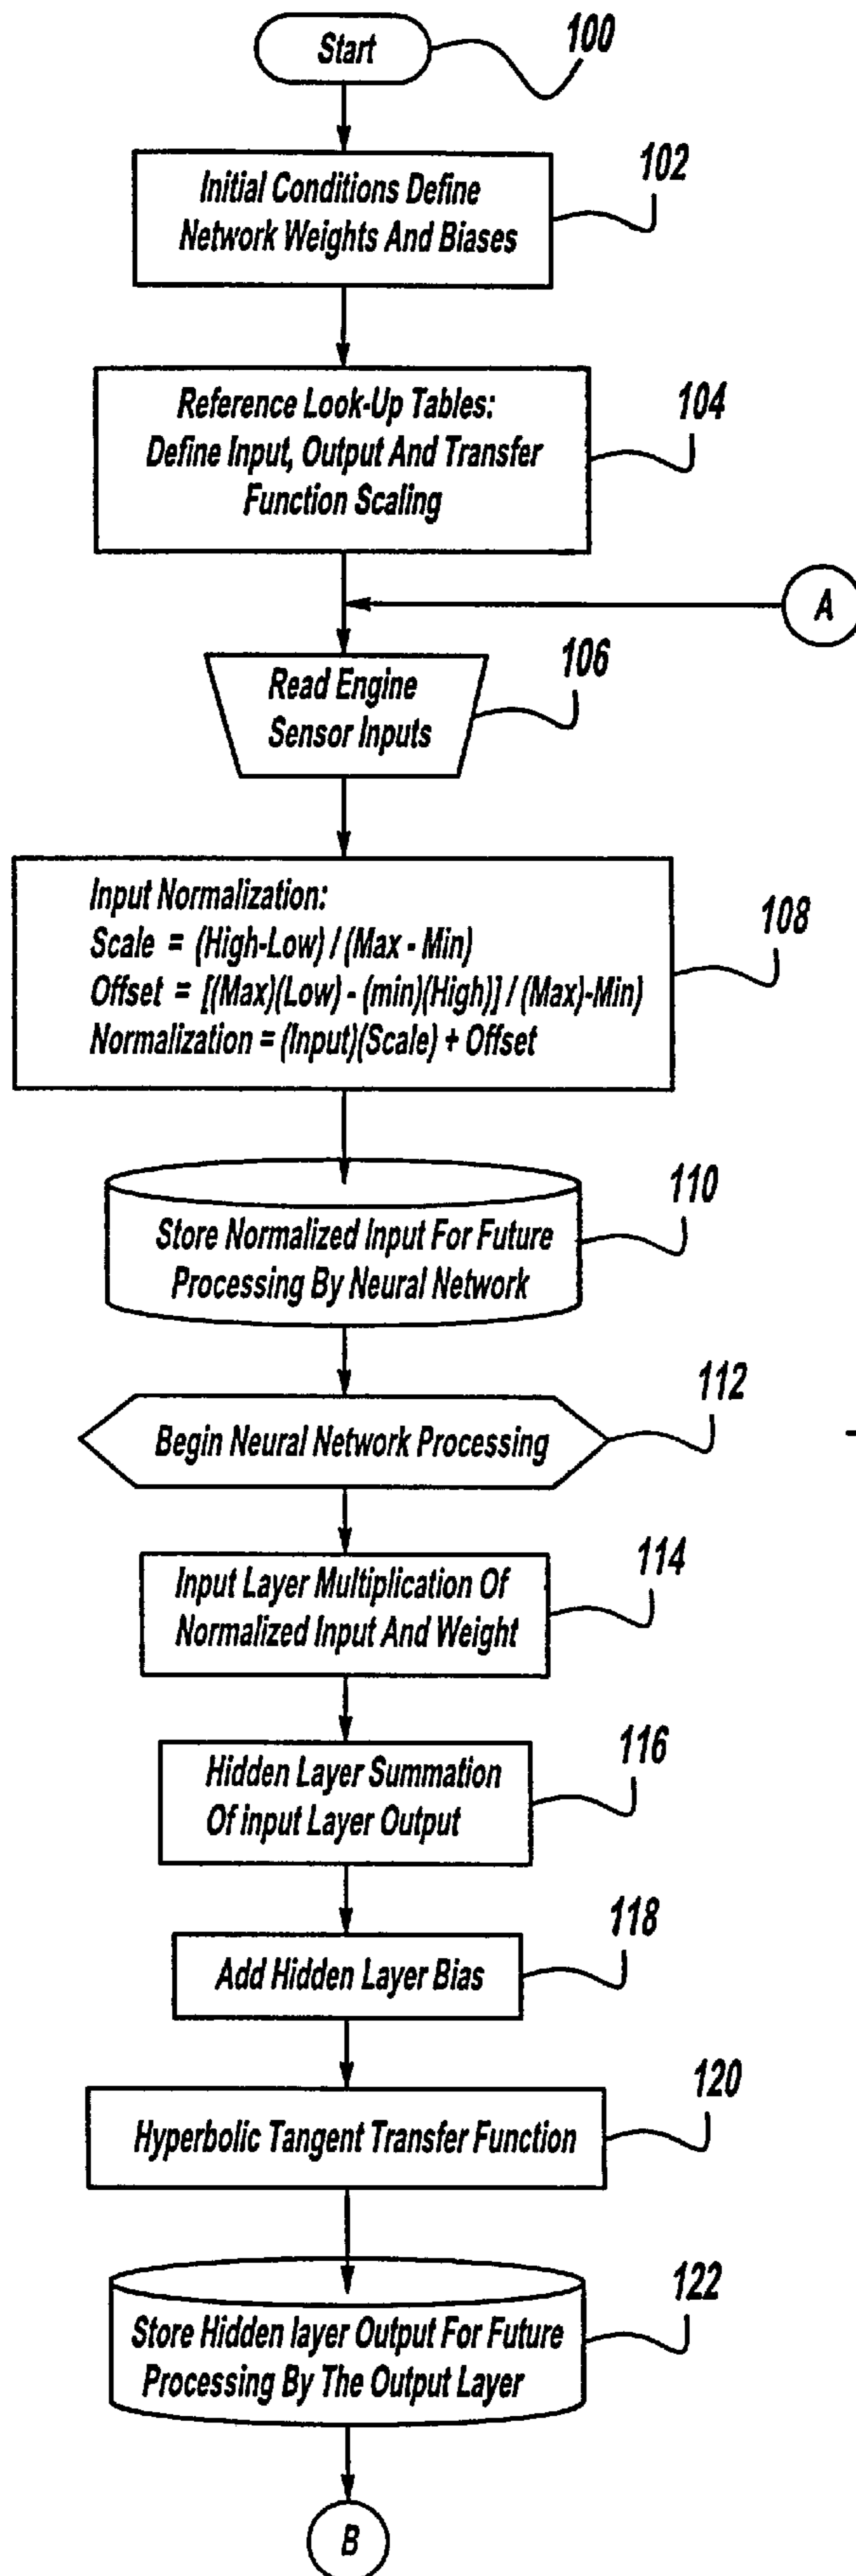 Start
100
Initial Conditions Define
Network Weights And Biases
102
Reference Look-Up Tables:
Define Input, Output And Transfer
Function Scaling
104
A
Read Engine
Sensor Inputs
106
Input Normalization:
Scale = (High-Low) / (Max - Min)
Offset = [(Max)(Low) - (min)(High)] / (Max)-Min)
Normalization = (Input)(Scale) + Offset
108
Store Normalized Input For Future
Processing By Neural Network
110
Begin Neural Network Processing
112
Input Layer Multiplication Of
Normalized Input And Weight
114
Hidden Layer Summation
Of input Layer Output
116
Add Hidden Layer Bias
118
Hyperbolic Tangent Transfer Function
120
Store Hidden layer Output For Future
Processing By The Output Layer
122
B